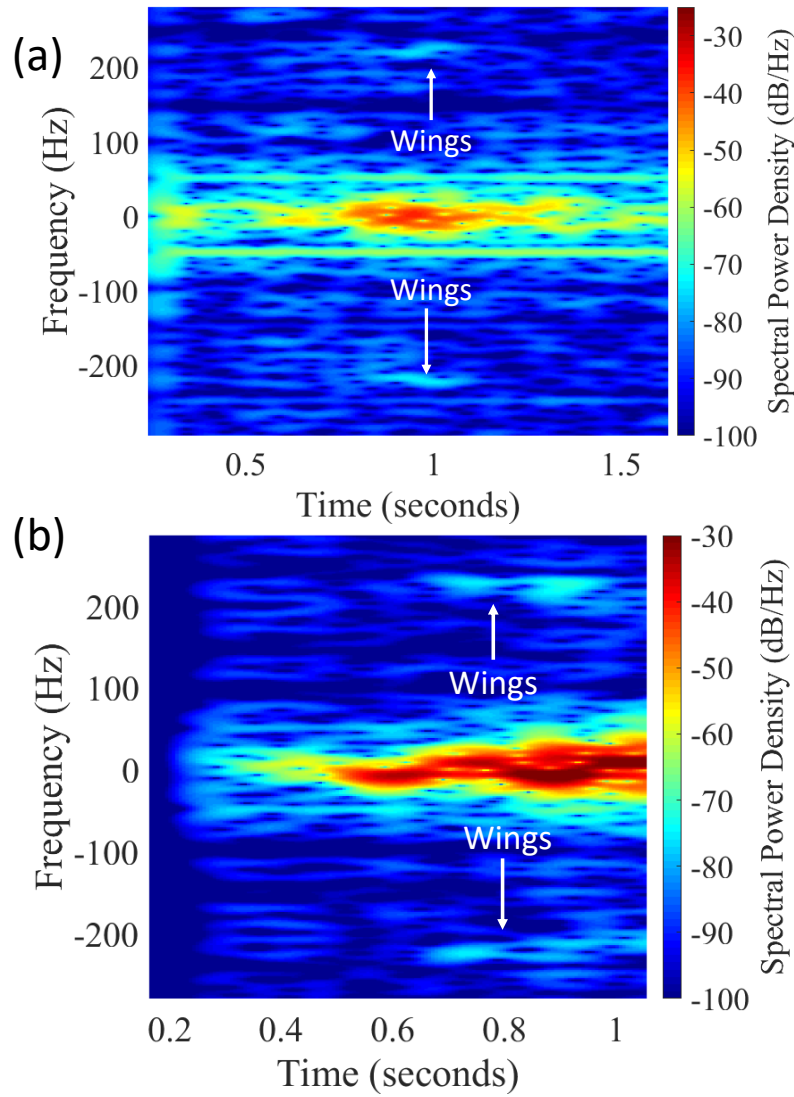 (a)
Frequency (Hz)
200
100
0
-100
-200
Wings
Wings
0.5
1
1.5
Time (seconds)
-30
-40
-50
-60
-70
-80
-90
-100
Spectral Power Density (dB/Hz)
(b)
Frequency (Hz)
200
100
0
-100
-200
Wings
Wings
0.2
0.4
0.6
0.8
1
Time (seconds)
-30
-40
-50
-60
-70
-80
-90
-100
Spectral Power Density (dB/Hz)